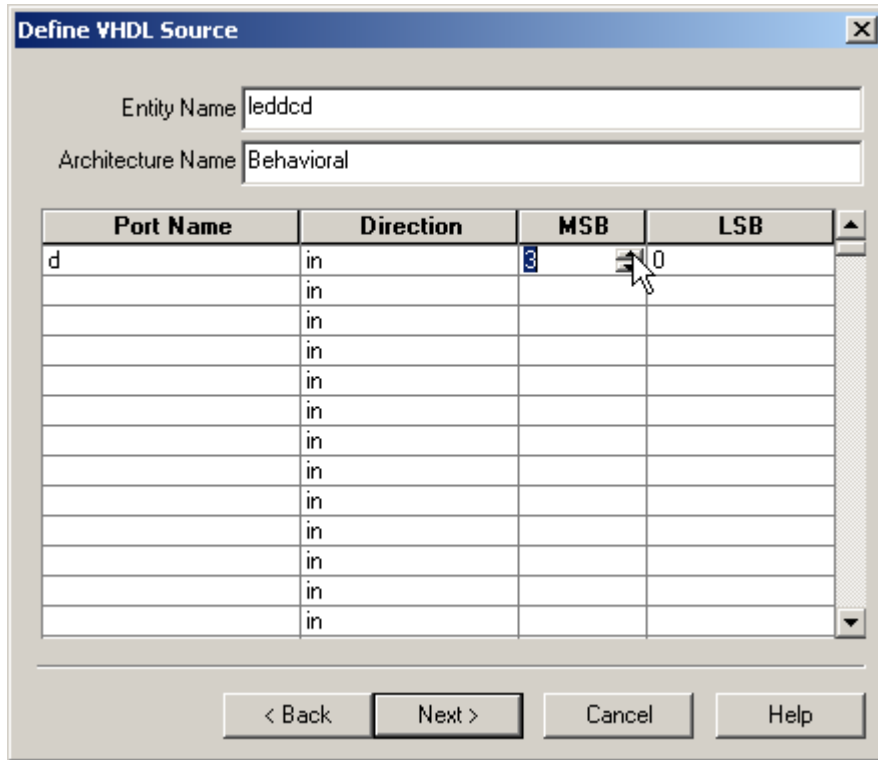 Define VHDL Source
Entity Name leddcd
Architecture Name Behavioral
Port Name Direction MSB LSB
d in 3 0
in
in
in
in
in
in
in
in
in
in
in
in
< Back Next > Cancel Help